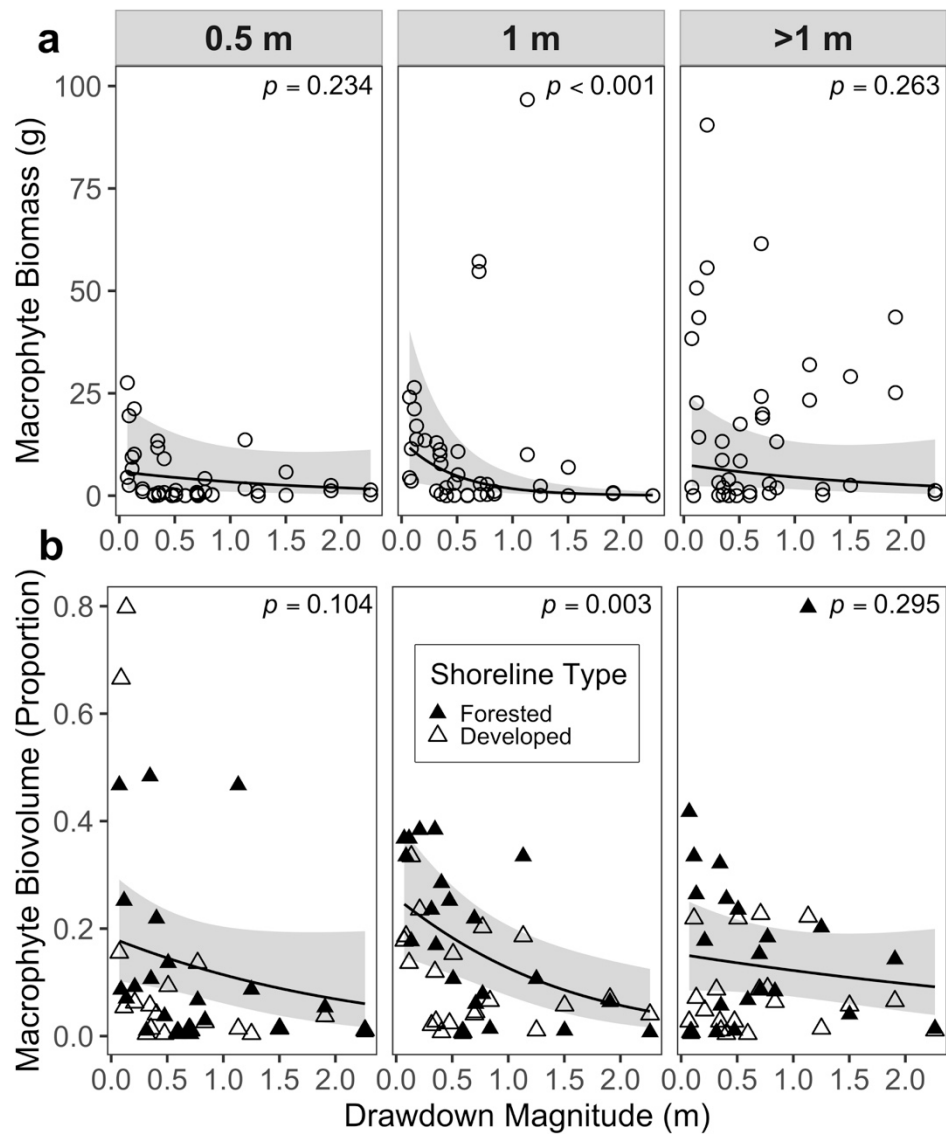 a
0.5 m
1 m
>1 m
Macrophyte Biomass (g)
100
75
50
25
0
p = 0.234
p < 0.001
p = 0.263
0.0 0.5 1.0 1.5 2.0
0.0 0.5 1.0 1.5 2.0
0.0 0.5 1.0 1.5 2.0
b
Macrophyte Biovolume (Proportion)
0.8
0.6
0.4
0.2
0.0
p = 0.104
p = 0.003
p = 0.295
Shoreline Type
Forested
Developed
0.0 0.5 1.0 1.5 2.0
0.0 0.5 1.0 1.5 2.0
0.0 0.5 1.0 1.5 2.0
Drawdown Magnitude (m)